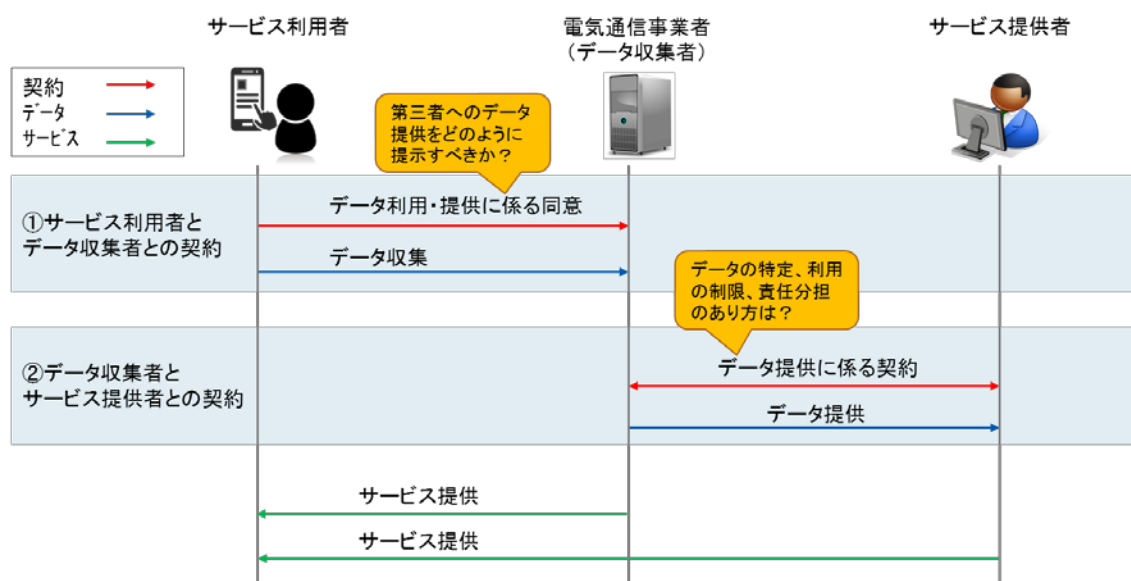 サービス利用者
電気通信事業者
（データ収集者）
サービス提供者
契約
ﾃﾞｰﾀ
ｻｰﾋﾞｽ
第三者へのデータ
提供をどのように
提示すべきか？
①サービス利用者と
データ収集者との契約
データ利用・提供に係る同意
データ収集
データの特定、利用
の制限、責任分担
のあり方は？
②データ収集者と
サービス提供者との契約
データ提供に係る契約
データ提供
サービス提供
サービス提供